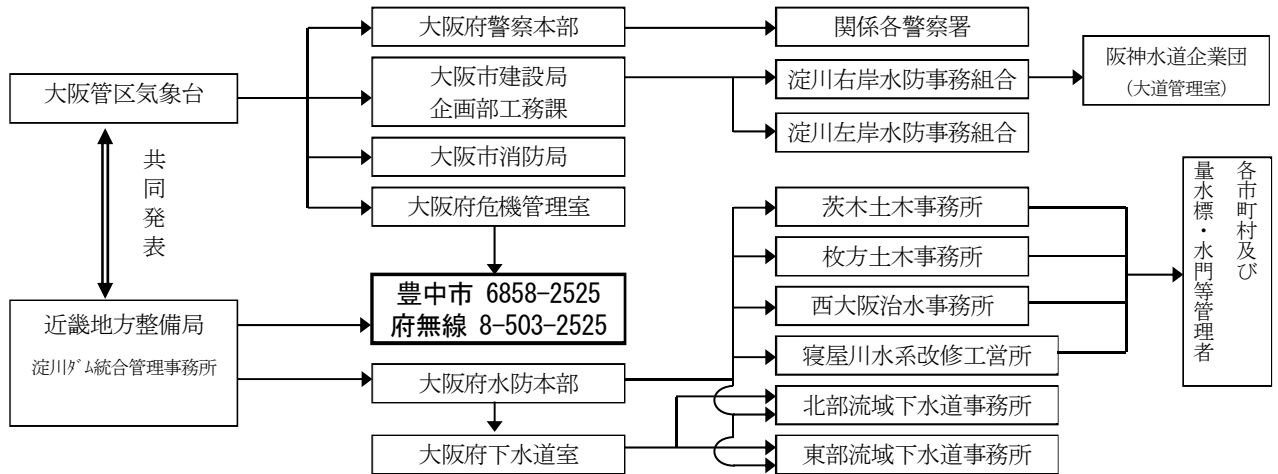 大阪管区気象台
共同発表
近畿地方整備局
淀川ﾀﾞﾑ統合管理事務所
大阪府警察本部
大阪市建設局
企画部工務課
大阪市消防局
大阪府危機管理室
豊中市 6858-2525
府無線 8-503-2525
大阪府水防本部
大阪府下水道室
関係各警察署
淀川右岸水防事務組合
淀川左岸水防事務組合
茨木土木事務所
枚方土木事務所
西大阪治水事務所
寝屋川水系改修工営所
北部流域下水道事務所
東部流域下水道事務所
阪神水道企業団
（大道管理室）
各市町村及び
量水標・水門等管理者